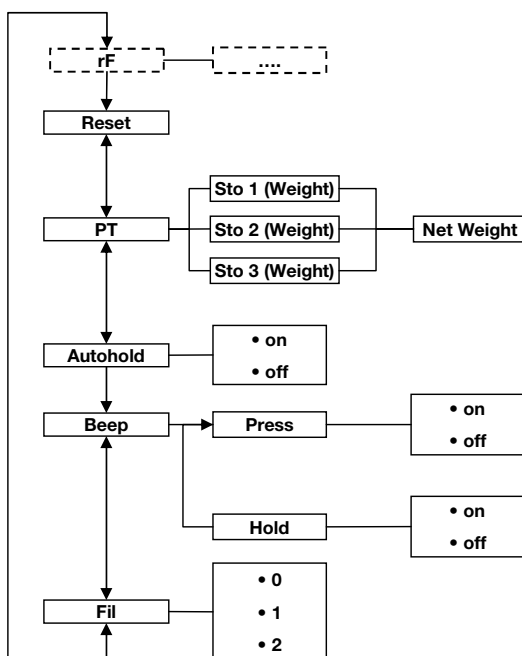 rF
....
Reset
Sto 1 (Weight)
PT
Sto 2 (Weight)
Net Weight
Sto 3 (Weight)
Autohold
• on
• off
Beep
Press
• on
• off
Hold
• on
• off
Fil
• 0
• 1
• 2